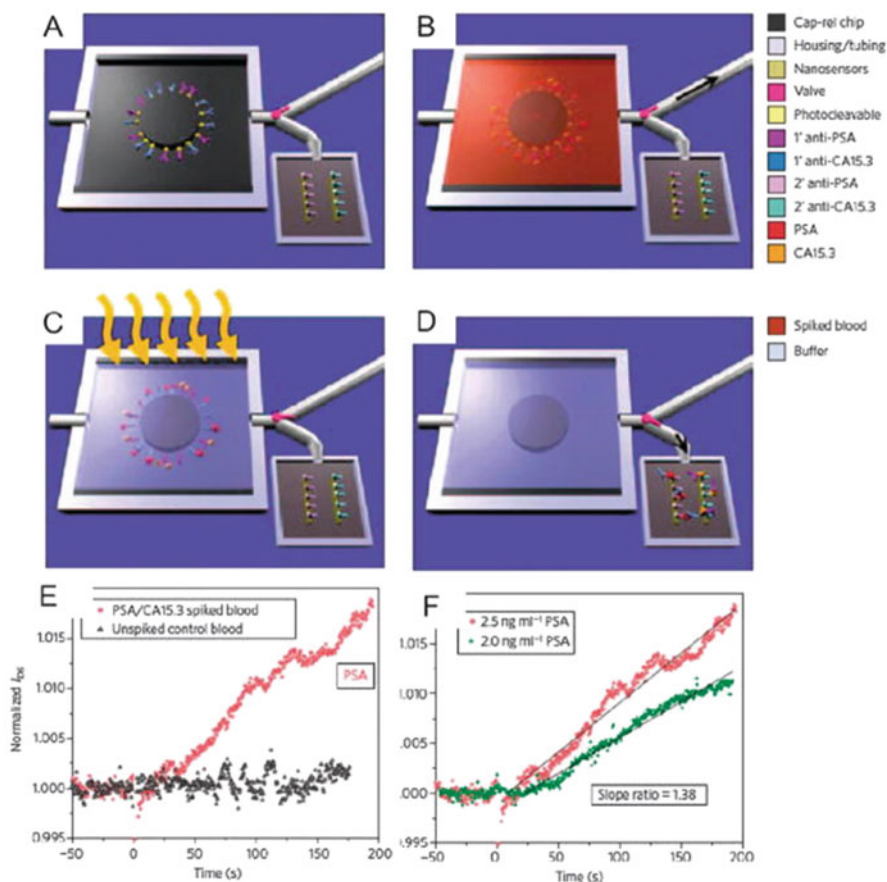 A
B
Cap-rel chip
Housing/tubing
Nanosensors
Valve
Photocleavable
1° anti-PSA
1° anti-CA15.3
2° anti-PSA
2° anti-CA15.3
PSA
CA15.3
C
D
Spiked blood
Buffer
E
PSA/CA15.3 spiked blood
Unspiked control blood
PSA
Normalized I_DS
1.015
1.010
1.005
1.000
0.995
-50
0
50
100
150
200
Time (s)
F
2.5 ng ml⁻¹ PSA
2.0 ng ml⁻¹ PSA
Slope ratio = 1.38
1.015
1.010
1.005
.000
).995
-50
0
50
100
150
200
Time (s)